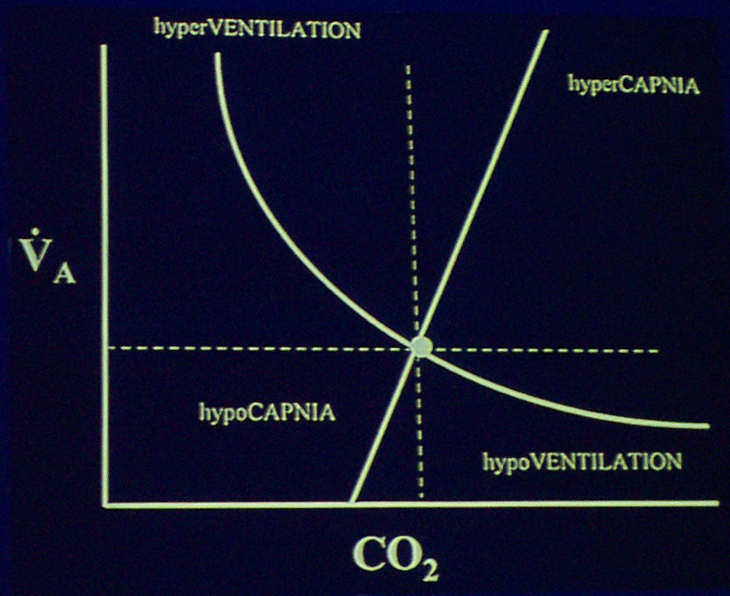 hyperVENTILATION
hyperCAPNIA
V̇A
hypoCAPNIA
hypoVENTILATION
CO2